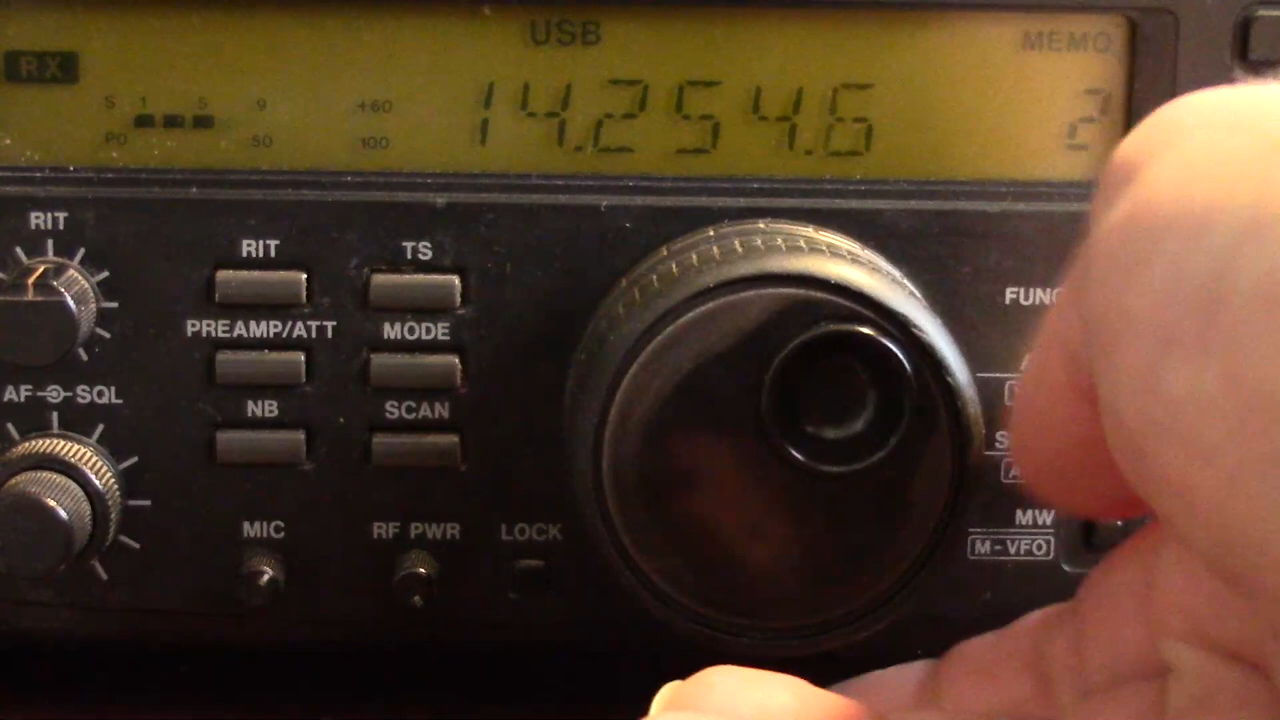 USB
MEMO
RX
S 1 5 9 +60
14.254.6
2
PO 50 100
RIT
RIT
TS
PREAMP/ATT
MODE
AF SQL
NB
SCAN
FUNC
MIC
RF PWR
LOCK
MW
M-VFO